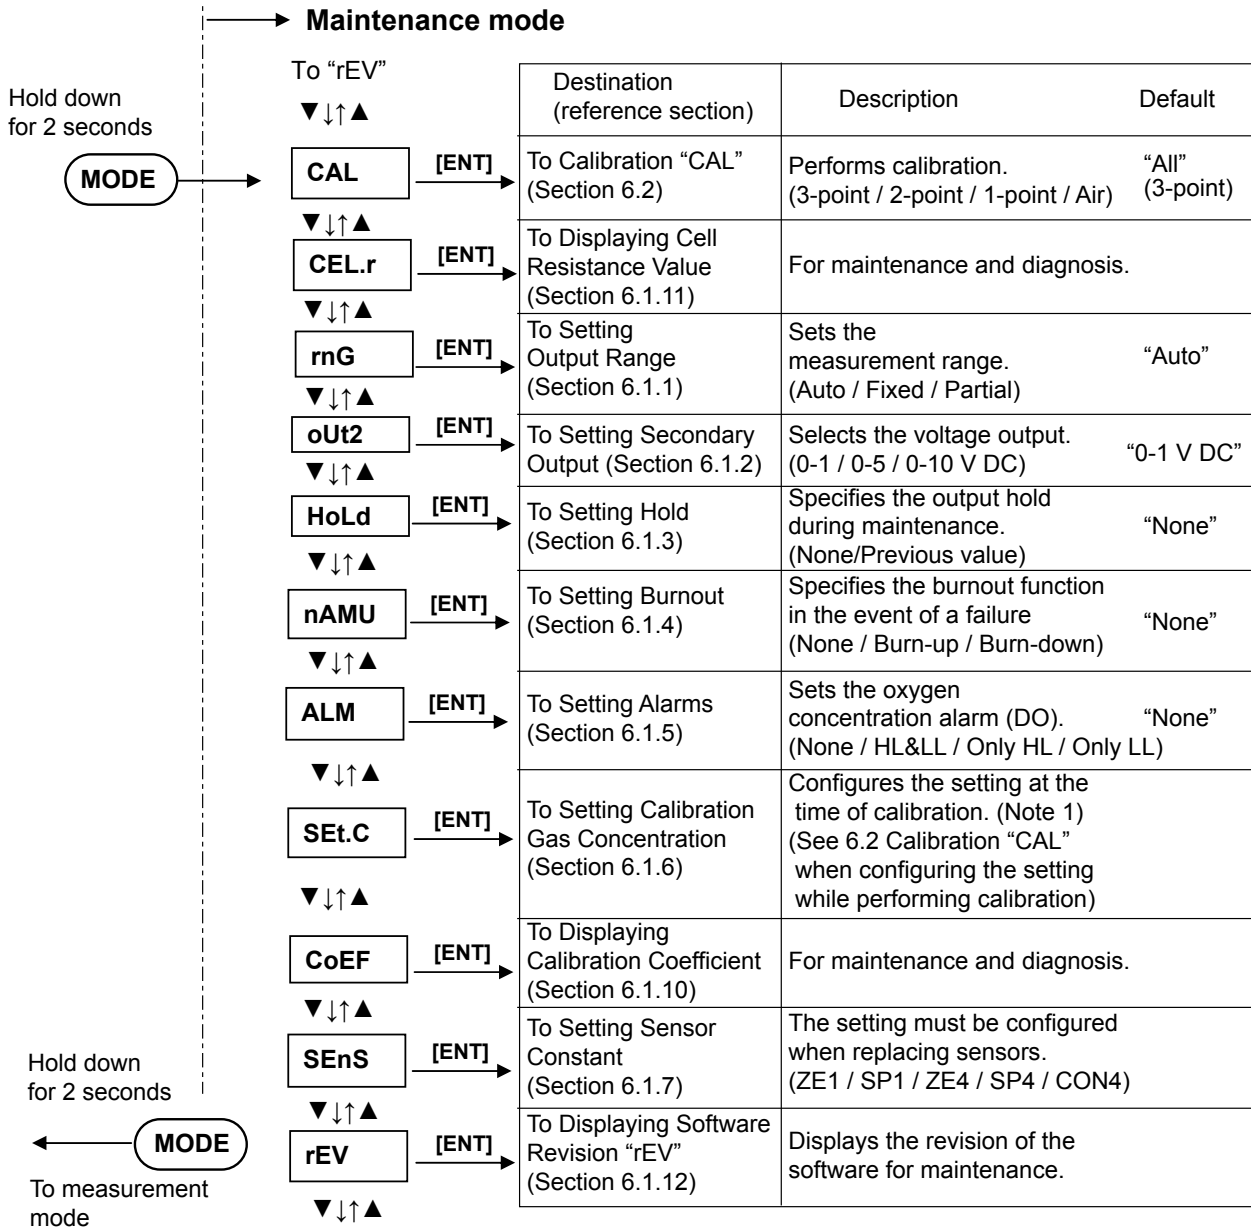 Maintenance mode
To “rEV”
Hold down
for 2 seconds
▼↓↑▲
Destination
(reference section)
Description
Default
MODE
CAL
[ENT]
To Calibration “CAL”
(Section 6.2)
Performs calibration.
(3-point / 2-point / 1-point / Air)
“All”
(3-point)
▼↓↑▲
CEL.r
[ENT]
To Displaying Cell
Resistance Value
(Section 6.1.11)
For maintenance and diagnosis.
▼↓↑▲
rnG
[ENT]
To Setting
Output Range
(Section 6.1.1)
Sets the
measurement range.
(Auto / Fixed / Partial)
“Auto”
▼↓↑▲
oUt2
[ENT]
To Setting Secondary
Output (Section 6.1.2)
Selects the voltage output.
(0-1 / 0-5 / 0-10 V DC)
“0-1 V DC”
▼↓↑▲
HoLd
[ENT]
To Setting Hold
(Section 6.1.3)
Specifies the output hold
during maintenance.
(None/Previous value)
“None”
▼↓↑▲
nAMU
[ENT]
To Setting Burnout
(Section 6.1.4)
Specifies the burnout function
in the event of a failure
(None / Burn-up / Burn-down)
“None”
▼↓↑▲
ALM
[ENT]
To Setting Alarms
(Section 6.1.5)
Sets the oxygen
concentration alarm (DO).
(None / HL&LL / Only HL / Only LL)
“None”
▼↓↑▲
SEt.C
[ENT]
To Setting Calibration
Gas Concentration
(Section 6.1.6)
Configures the setting at the
time of calibration. (Note 1)
(See 6.2 Calibration “CAL”
when configuring the setting
while performing calibration)
▼↓↑▲
CoEF
[ENT]
To Displaying
Calibration Coefficient
(Section 6.1.10)
For maintenance and diagnosis.
▼↓↑▲
SEnS
[ENT]
To Setting Sensor
Constant
(Section 6.1.7)
The setting must be configured
when replacing sensors.
(ZE1 / SP1 / ZE4 / SP4 / CON4)
▼↓↑▲
Hold down
for 2 seconds
MODE
To measurement
mode
rEV
[ENT]
To Displaying Software
Revision “rEV”
(Section 6.1.12)
Displays the revision of the
software for maintenance.
▼↓↑▲